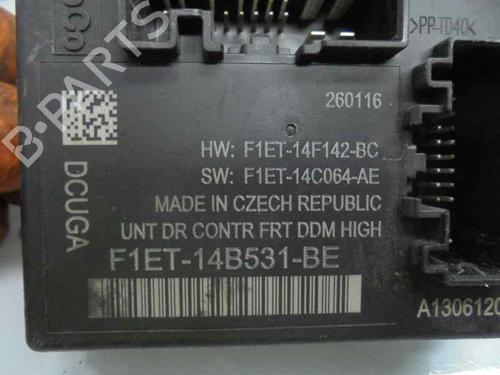 >PP-TD40<
260116
HW: F1ET-14F142-BC
SW: F1ET-14C064-AE
MADE IN CZECH REPUBLIC
UNT DR CONTR FRT DDM HIGH
F1ET-14B531-BE
DCUGA
A1306120
B-PARTS